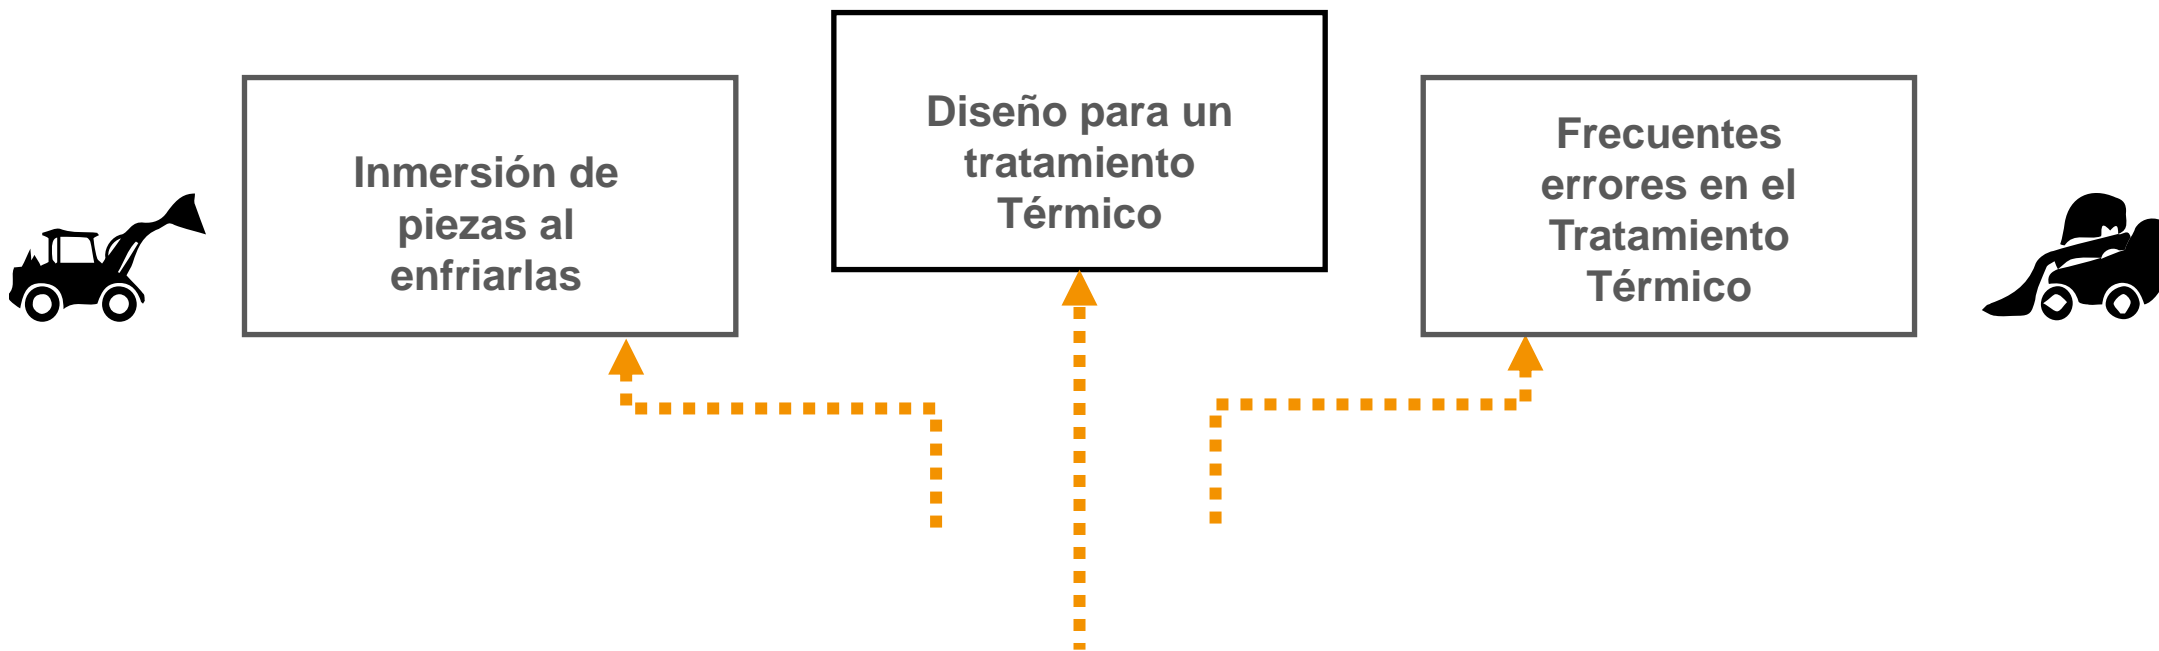 Inmersión de
piezas al
enfriarlas
Diseño para un
tratamiento
Térmico
Frecuentes
errores en el
Tratamiento
Térmico